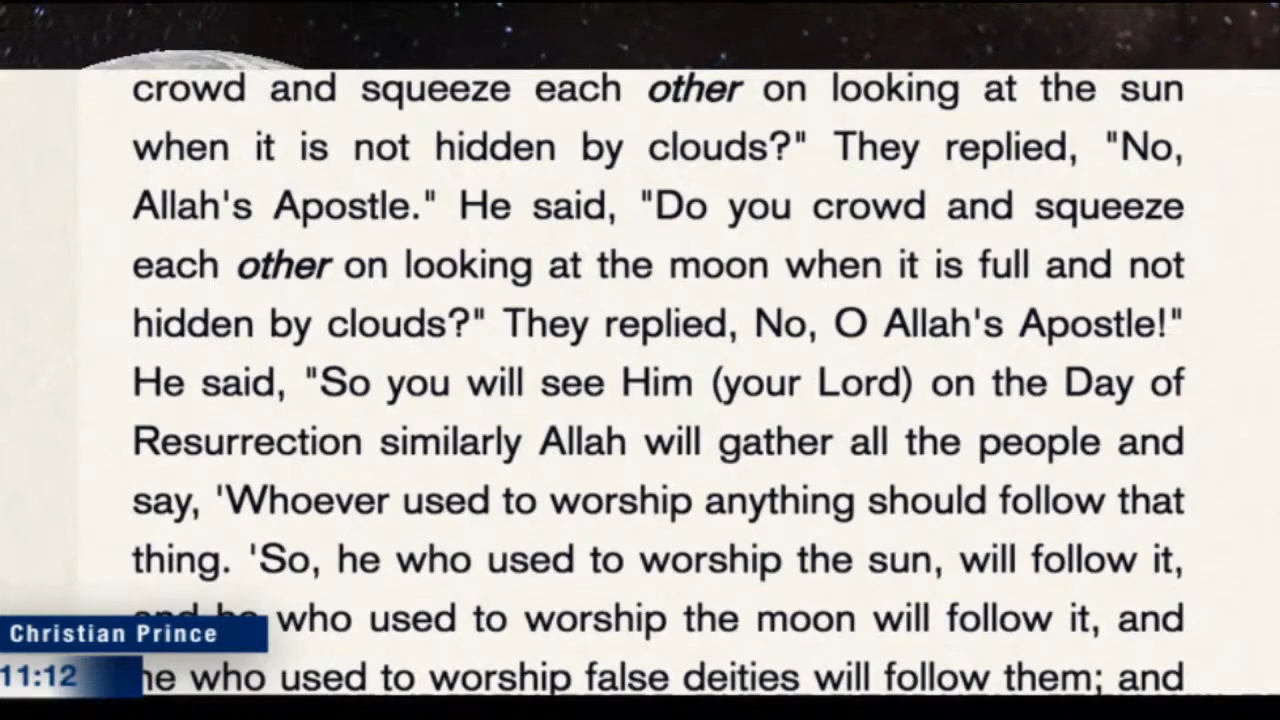 crowd and squeeze each other on looking at the sun
when it is not hidden by clouds?" They replied, "No,
Allah's Apostle." He said, "Do you crowd and squeeze
each other on looking at the moon when it is full and not
hidden by clouds?" They replied, No, O Allah's Apostle!"
He said, "So you will see Him (your Lord) on the Day of
Resurrection similarly Allah will gather all the people and
say, 'Whoever used to worship anything should follow that
thing. 'So, he who used to worship the sun, will follow it,
and he who used to worship the moon will follow it, and
he who used to worship false deities will follow them; and
Christian Prince
11:12